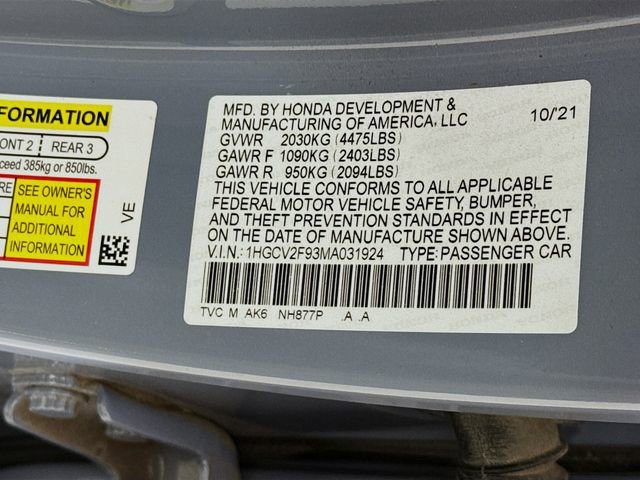 FORMATION
ONT 2 REAR 3
ceed 385kg or 850lbs.
RE
SEE OWNER'S
MANUAL FOR
ADDITIONAL
INFORMATION
VE
MFD. BY HONDA DEVELOPMENT & 10/21
MANUFACTURING OF AMERICA, LLC
GVWR 2030KG (4475LBS)
GAWR F 1090KG (2403LBS)
GAWR R 950KG (2094LBS)
THIS VEHICLE CONFORMS TO ALL APPLICABLE
FEDERAL MOTOR VEHICLE SAFETY, BUMPER,
AND THEFT PREVENTION STANDARDS IN EFFECT
ON THE DATE OF MANUFACTURE SHOWN ABOVE.
V.I.N.: 1HGCV2F93MA031924 TYPE:PASSENGER CAR
TVC M AK6 NH877P .A .A